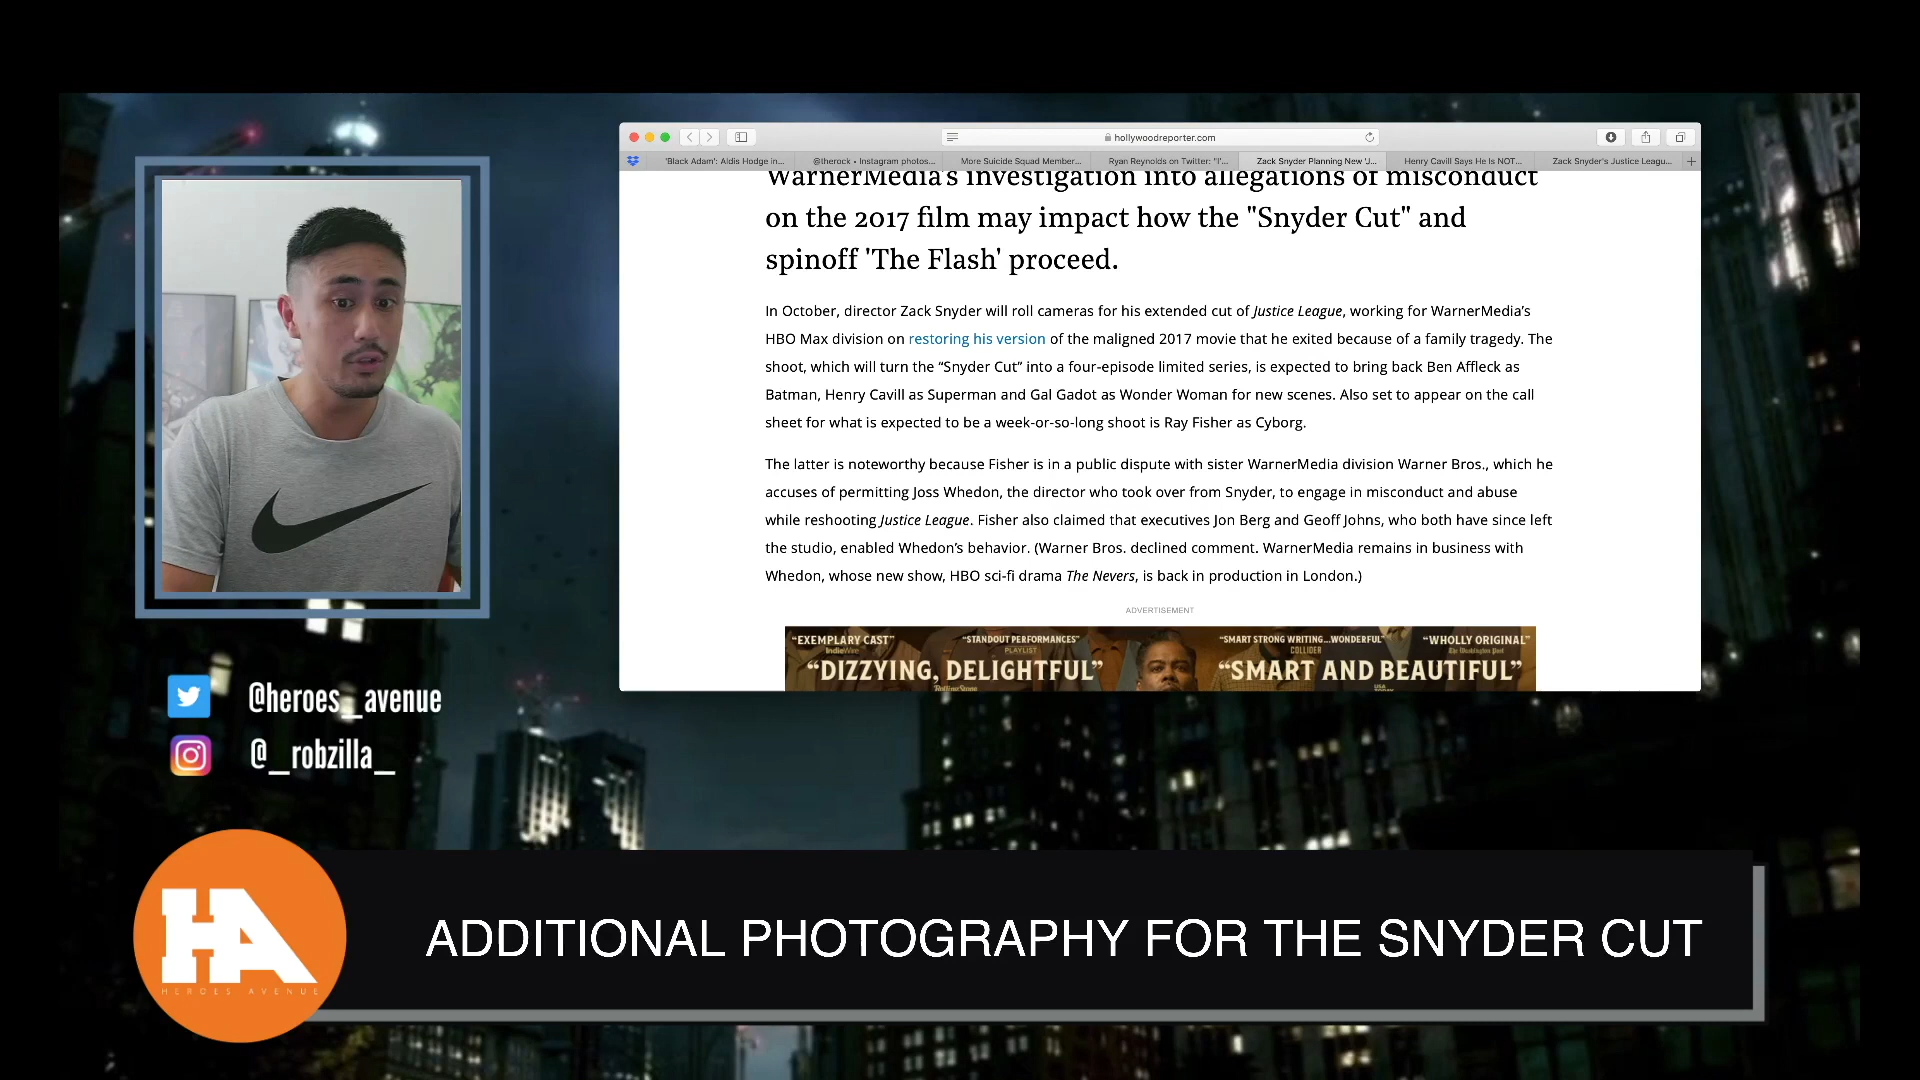 hollywoodreporter.com
'Black Adam': Aldis Hodge in...
@therock • Instagram photos...
More Suicide Squad Member...
Ryan Reynolds on Twitter: "I'...
Zack Snyder Planning New 'J...
Henry Cavill Says He Is NOT...
Zack Snyder's Justice Leagu...
WarnerMedia's investigation into allegations of misconduct
on the 2017 film may impact how the "Snyder Cut" and
spinoff 'The Flash' proceed.
In October, director Zack Snyder will roll cameras for his extended cut of Justice League, working for WarnerMedia's
HBO Max division on restoring his version of the maligned 2017 movie that he exited because of a family tragedy. The
shoot, which will turn the “Snyder Cut” into a four-episode limited series, is expected to bring back Ben Affleck as
Batman, Henry Cavill as Superman and Gal Gadot as Wonder Woman for new scenes. Also set to appear on the call
sheet for what is expected to be a week-or-so-long shoot is Ray Fisher as Cyborg.
The latter is noteworthy because Fisher is in a public dispute with sister WarnerMedia division Warner Bros., which he
accuses of permitting Joss Whedon, the director who took over from Snyder, to engage in misconduct and abuse
while reshooting Justice League. Fisher also claimed that executives Jon Berg and Geoff Johns, who both have since left
the studio, enabled Whedon's behavior. (Warner Bros. declined comment. WarnerMedia remains in business with
Whedon, whose new show, HBO sci-fi drama The Nevers, is back in production in London.)
ADVERTISEMENT
“EXEMPLARY CAST”
IndieWire
“STANDOUT PERFORMANCES”
PLAYLIST
“SMART STRONG WRITING...WONDERFUL”
COLLIDER
“WHOLLY ORIGINAL”
The Washington Post
“DIZZYING, DELIGHTFUL”
RollingStone
“SMART AND BEAUTIFUL”
USA
@heroes_avenue
@_robzilla_
HA
HEROES AVENUE
ADDITIONAL PHOTOGRAPHY FOR THE SNYDER CUT